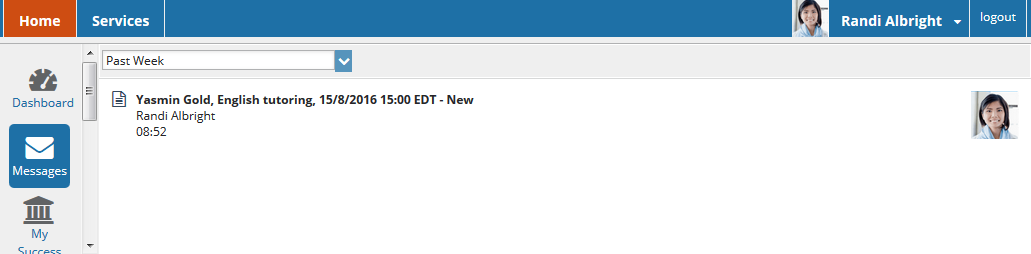 Home Services Randi Albright logout
Past Week
Dashboard
Yasmin Gold, English tutoring, 15/8/2016 15:00 EDT - New
Randi Albright
08:52
Messages
My
Success